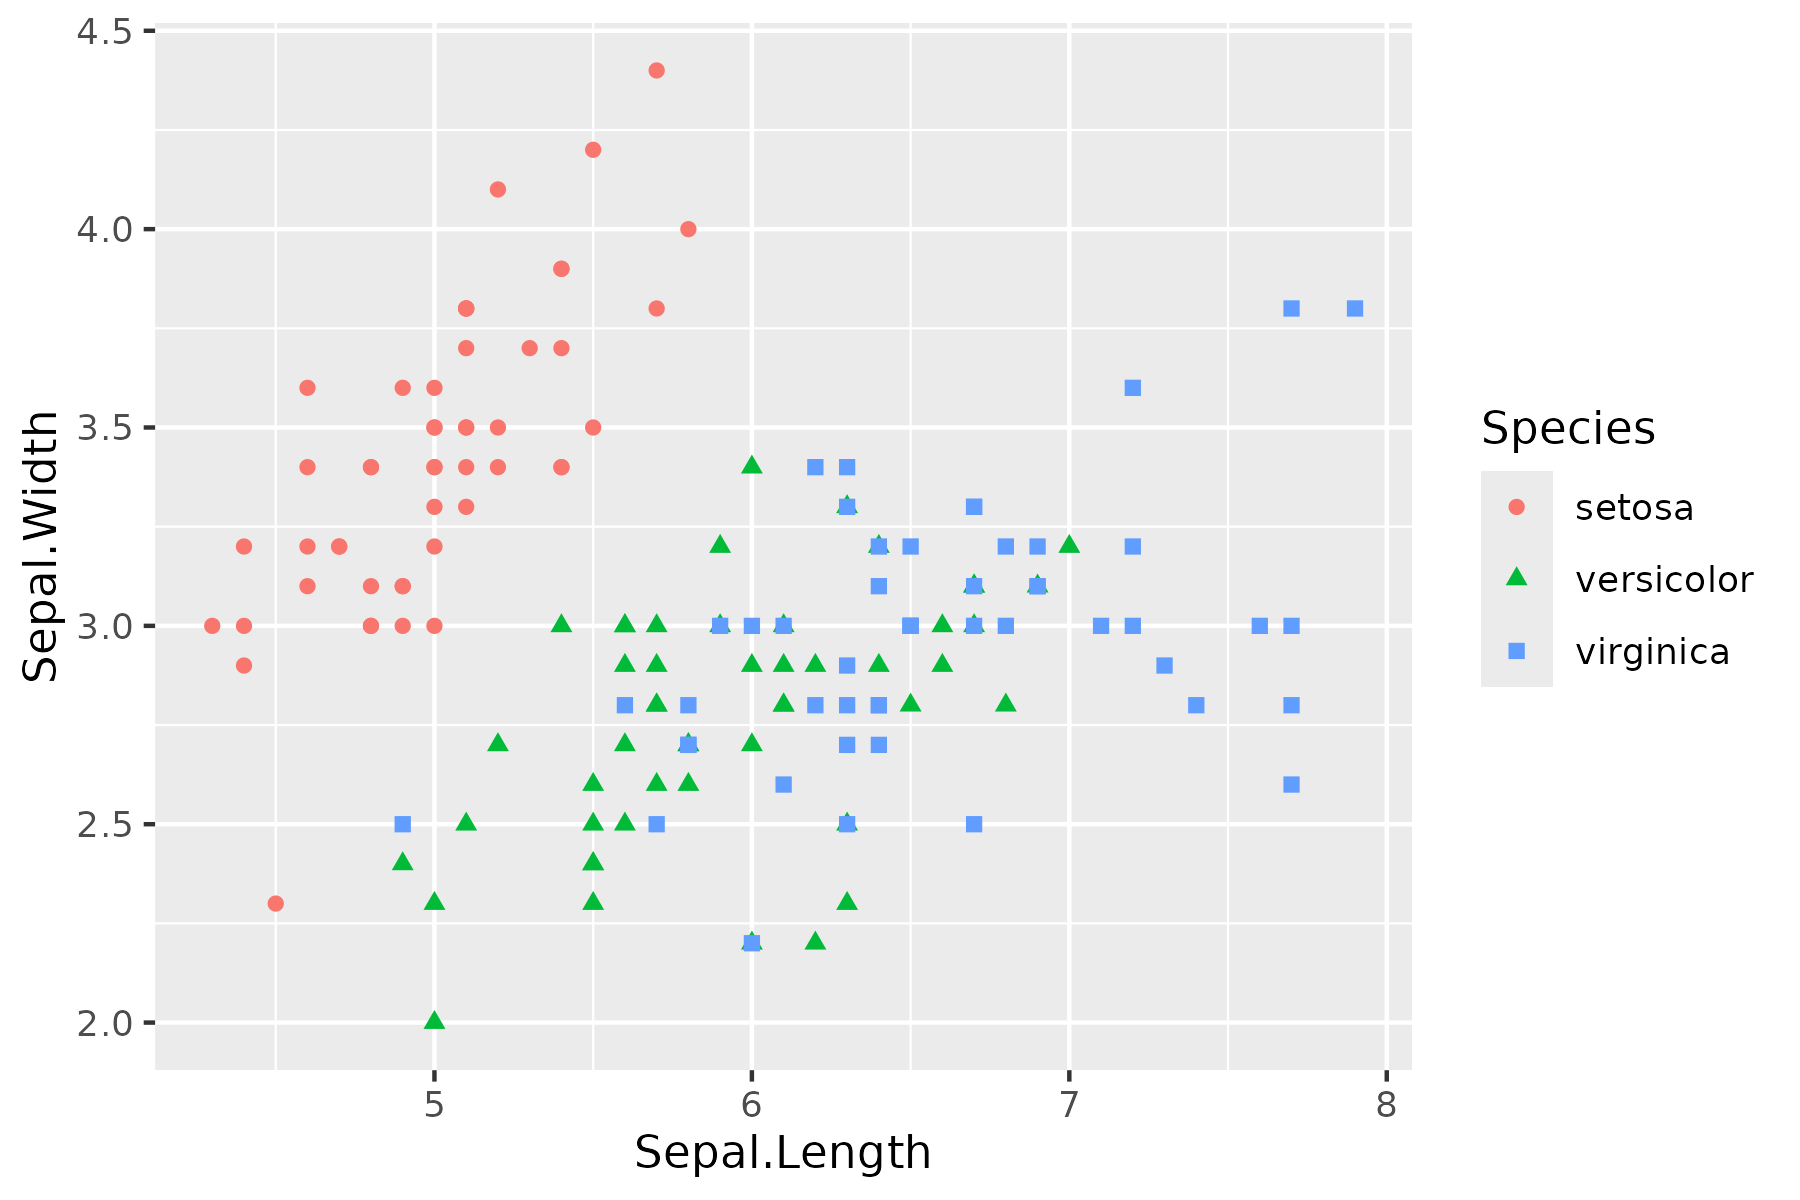 4.5
4.0
3.5
3.0
2.5
2.0
Sepal.Width
5 6 7 8
Sepal.Length
Species
setosa
versicolor
virginica